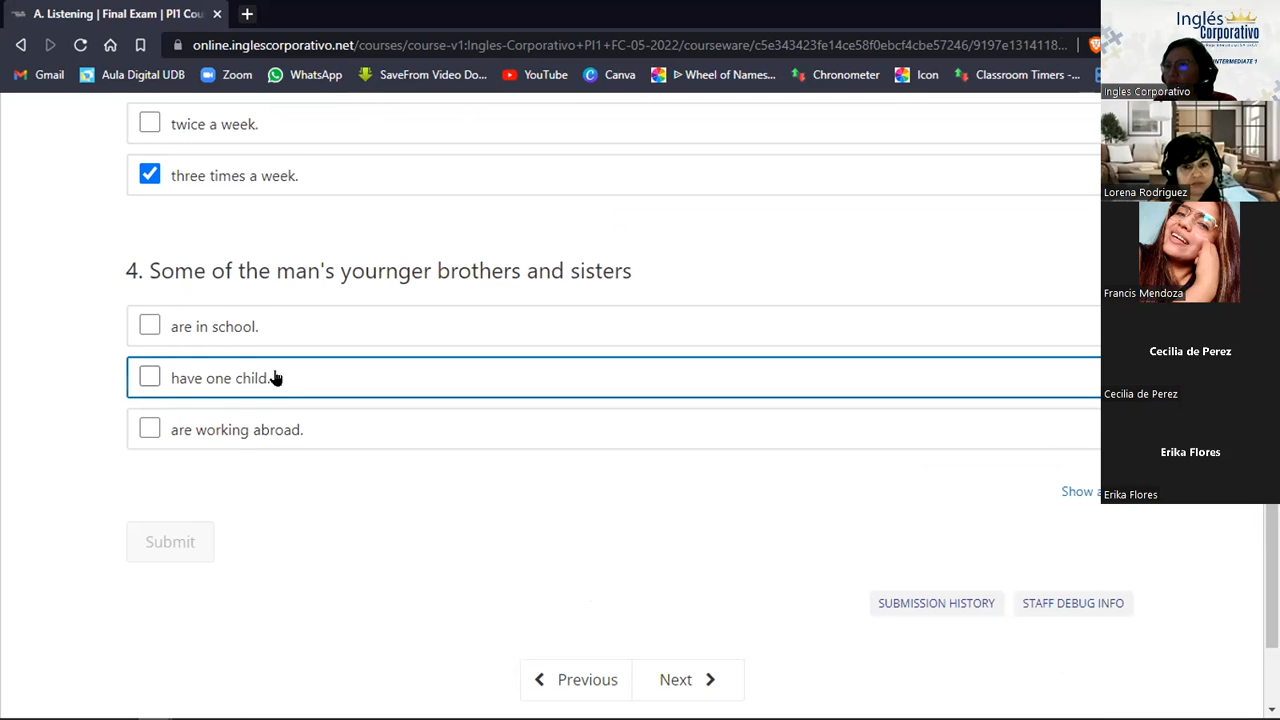 A. Listening | Final Exam | PI1 Cou
online.inglescorporativo.net/courses/course-v1:Ingles-Corporativo+PI1+FC-05-2022/courseware/c5e343423fe14ce58f0ebcf4cbe57246/
Gmail
Aula Digital UDB
Zoom
WhatsApp
SaveFrom Video Do...
YouTube
Canva
ᐈ Wheel of Names...
Cronometer
Icon
Classroom Timers -...
Inglés
Corporativo
INTERMEDIATE 1
Ingles Corporativo
Lorena Rodriguez
Francis Mendoza
Cecilia de Perez
Cecilia de Perez
Erika Flores
Erika Flores
twice a week.
three times a week.
4. Some of the man's yournger brothers and sisters
are in school.
have one child.
are working abroad.
Show
Submit
SUBMISSION HISTORY
STAFF DEBUG INFO
Previous
Next